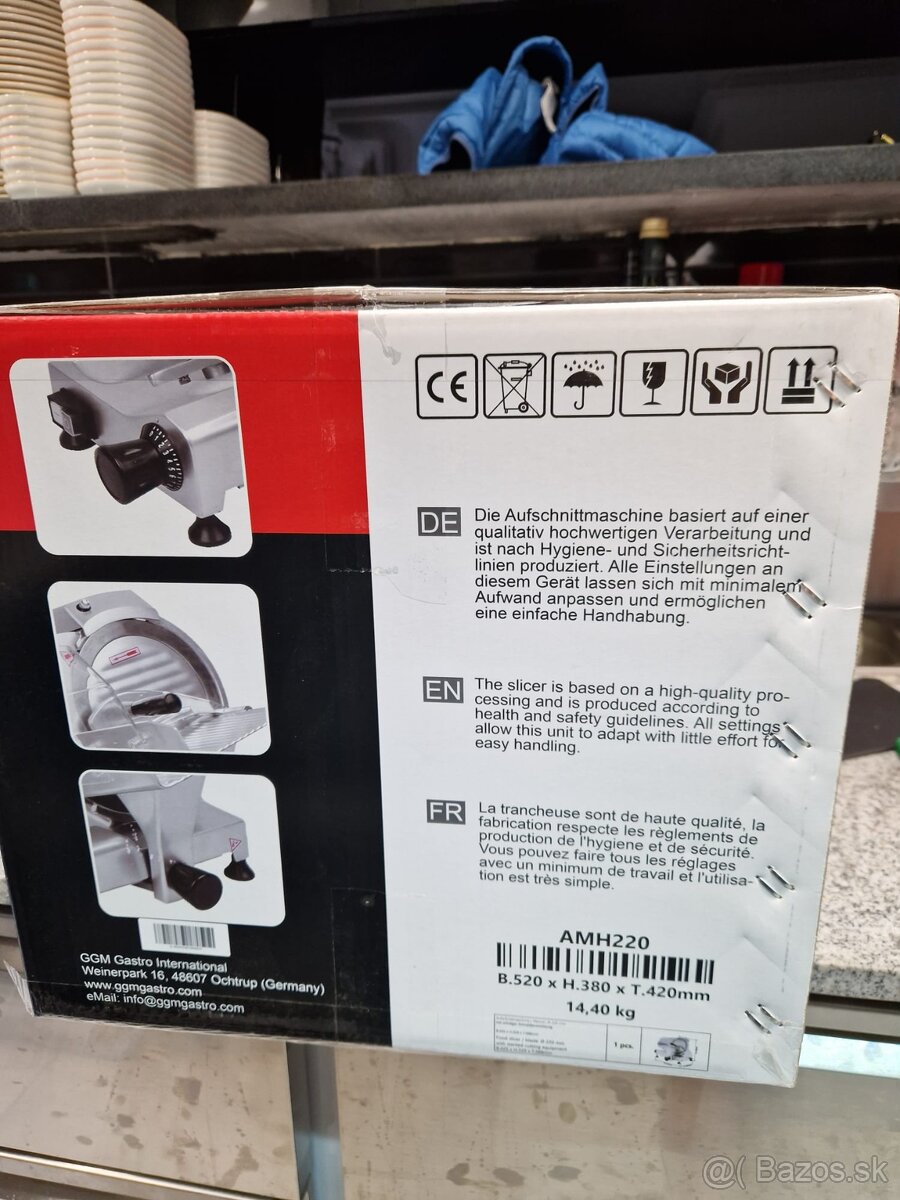 CE
DE
Die Aufschnittmaschine basiert auf einer
qualitativ hochwertigen Verarbeitung und
ist nach Hygiene- und Sicherheitsricht-
linien produziert. Alle Einstellungen an
diesem Gerät lassen sich mit minimalem
Aufwand anpassen und ermöglichen
eine einfache Handhabung.
EN
The slicer is based on a high-quality pro-
cessing and is produced according to
health and safety guidelines. All settings
allow this unit to adapt with little effort for
easy handling.
FR
La trancheuse sont de haute qualité, la
fabrication respecte les règlements de
production de l'hygiene et de sécurité.
Vous pouvez faire tous les réglages
avec un minimum de travail et l'utilisa-
tion est très simple.
GGM Gastro International
Weinerpark 16, 48607 Ochtrup (Germany)
www.ggmgastro.com
eMail: info@ggmgastro.com
AMH220
B.520 x H.380 x T.420mm
14,40 kg
1 pcs.
@( Bazos.sk